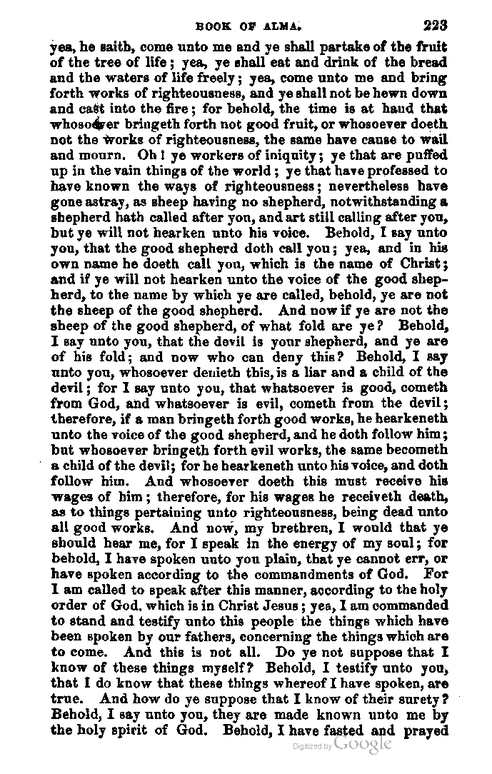 BOOK OF ALMA. 223
yea, he saith, come unto me and ye shall partake of the fruit
of the tree of life; yea, ye shall eat and drink of the bread
and the waters of life freely; yea, come unto me and bring
forth works of righteousness, and ye shall not be hewn down
and cast into the fire; for behold, the time is at hand that
whosoever bringeth forth not good fruit, or whosoever doeth
not the works of righteousness, the same have cause to wail
and mourn. Oh! ye workers of iniquity; ye that are puffed
up in the vain things of the world; ye that have professed to
have known the ways of righteousness; nevertheless have
gone astray, as sheep having no shepherd, notwithstanding a
shepherd hath called after you, and art still calling after you,
but ye will not hearken unto his voice. Behold, I say unto
you, that the good shepherd doth call you; yea, and in his
own name he doeth call you, which is the name of Christ;
and if ye will not hearken unto the voice of the good shep-
herd, to the name by which ye are called, behold, ye are not
the sheep of the good shepherd. And now if ye are not the
sheep of the good shepherd, of what fold are ye? Behold,
I say unto you, that the devil is your shepherd, and ye are
of his fold; and now who can deny this? Behold, I say
unto you, whosoever denieth this, is a liar and a child of the
devil; for I say unto you, that whatsoever is good, cometh
from God, and whatsoever is evil, cometh from the devil;
therefore, if a man bringeth forth good works, he hearkeneth
unto the voice of the good shepherd, and he doth follow him;
but whosoever bringeth forth evil works, the same becometh
a child of the devil; for he hearkeneth unto his voice, and doth
follow him. And whosoever doeth this must receive his
wages of him; therefore, for his wages he receiveth death,
as to things pertaining unto righteousness, being dead unto
all good works. And now, my brethren, I would that ye
should hear me, for I speak in the energy of my soul; for
behold, I have spoken unto you plain, that ye cannot err, or
have spoken according to the commandments of God. For
I am called to speak after this manner, according to the holy
order of God, which is in Christ Jesus; yea, I am commanded
to stand and testify unto this people the things which have
been spoken by our fathers, concerning the things which are
to come. And this is not all. Do ye not suppose that I
know of these things myself? Behold, I testify unto you,
that I do know that these things whereof I have spoken, are
true. And how do ye suppose that I know of their surety?
Behold, I say unto you, they are made known unto me by
the holy spirit of God. Behold, I have fasted and prayed
Digitized by Google